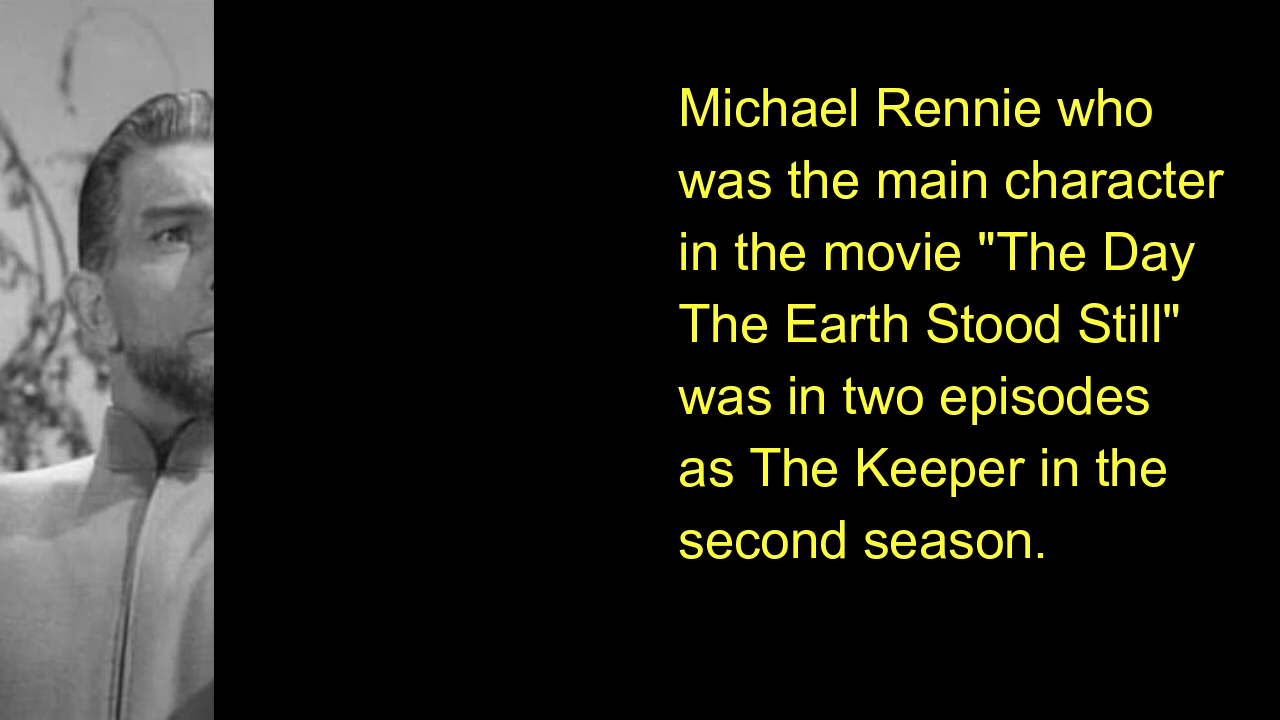 Michael Rennie who
was the main character
in the movie "The Day
The Earth Stood Still"
was in two episodes
as The Keeper in the
second season.